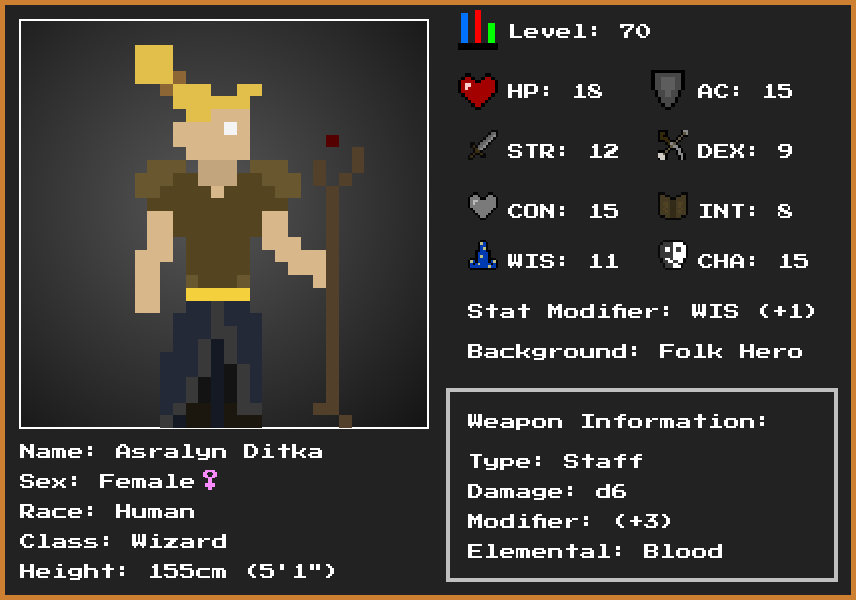 Level: 70
HP: 18
AC: 15
STR: 12
DEX: 9
CON: 15
INT: 8
WIS: 11
CHA: 15
Stat Modifier: WIS (+1)
Background: Folk Hero
Weapon Information:
Type: Staff
Damage: d6
Modifier: (+3)
Elemental: Blood
Name: Asralyn Ditka
Sex: Female♀
Race: Human
Class: Wizard
Height: 155cm (5'1")